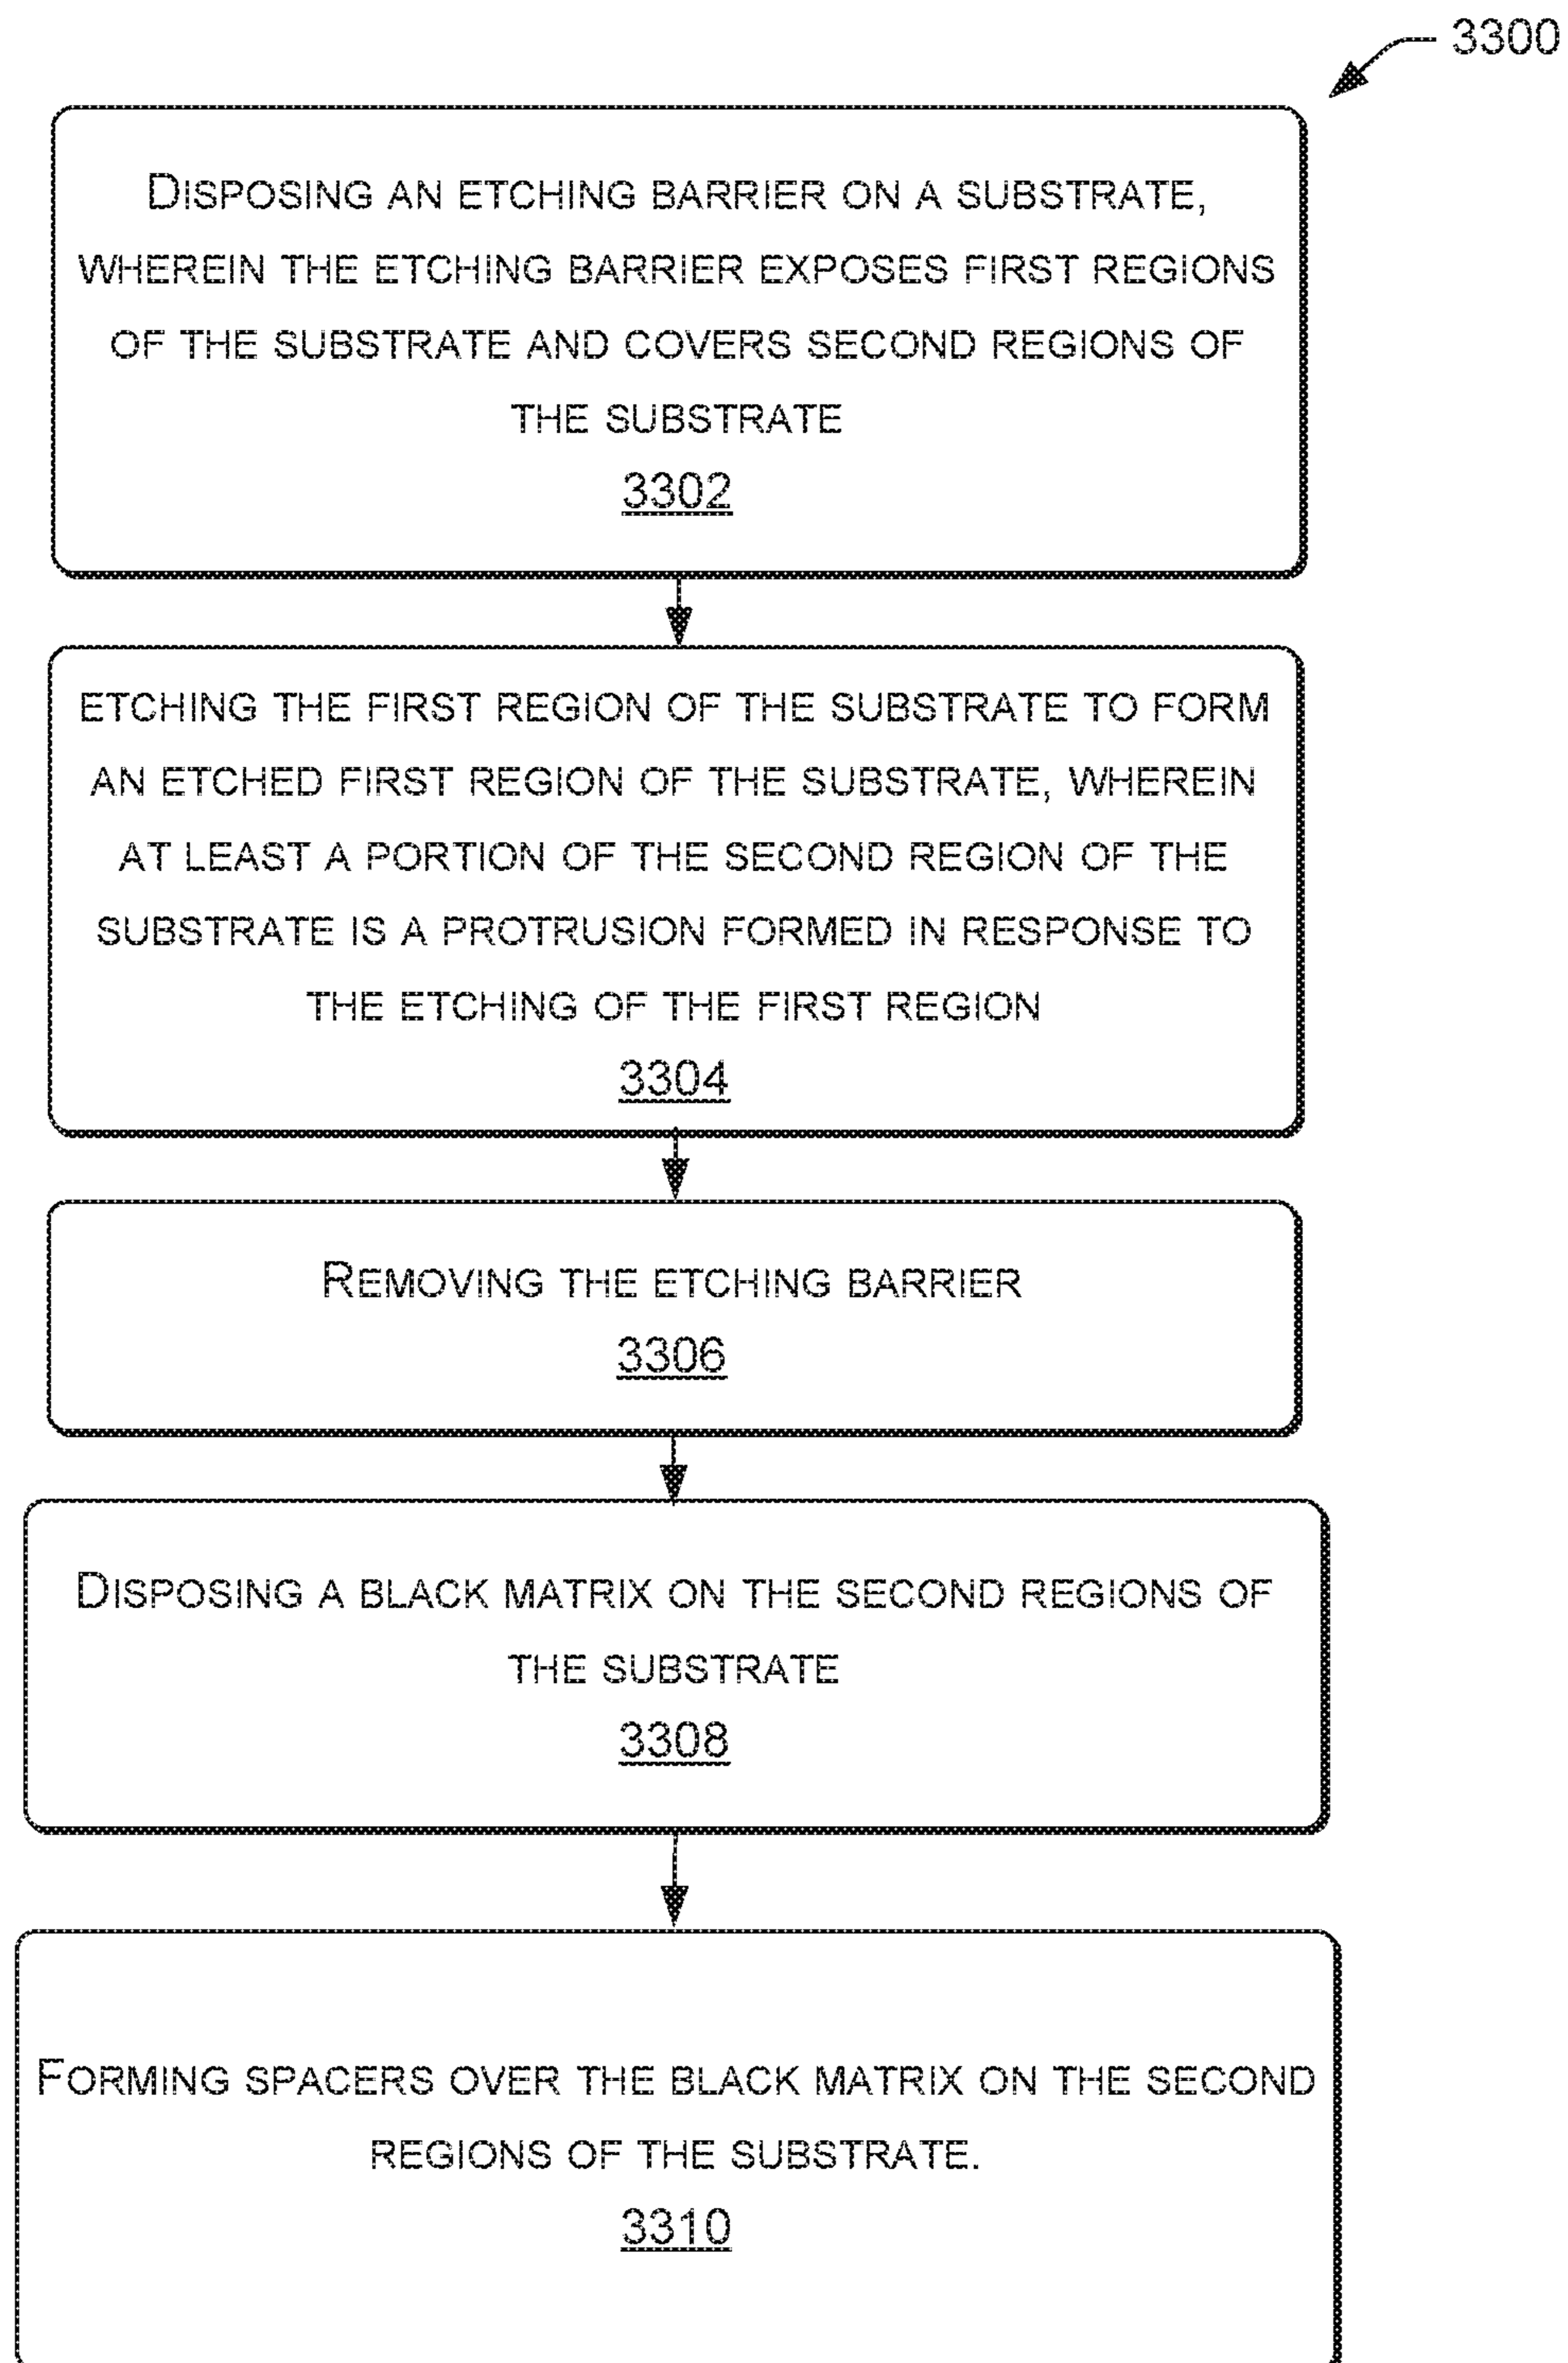 3300
DISPOSING AN ETCHING BARRIER ON A SUBSTRATE,
WHEREIN THE ETCHING BARRIER EXPOSES FIRST REGIONS
OF THE SUBSTRATE AND COVERS SECOND REGIONS OF
THE SUBSTRATE
3302
ETCHING THE FIRST REGION OF THE SUBSTRATE TO FORM
AN ETCHED FIRST REGION OF THE SUBSTRATE, WHEREIN
AT LEAST A PORTION OF THE SECOND REGION OF THE
SUBSTRATE IS A PROTRUSION FORMED IN RESPONSE TO
THE ETCHING OF THE FIRST REGION
3304
REMOVING THE ETCHING BARRIER
3306
DISPOSING A BLACK MATRIX ON THE SECOND REGIONS OF
THE SUBSTRATE
3308
FORMING SPACERS OVER THE BLACK MATRIX ON THE SECOND
REGIONS OF THE SUBSTRATE.
3310